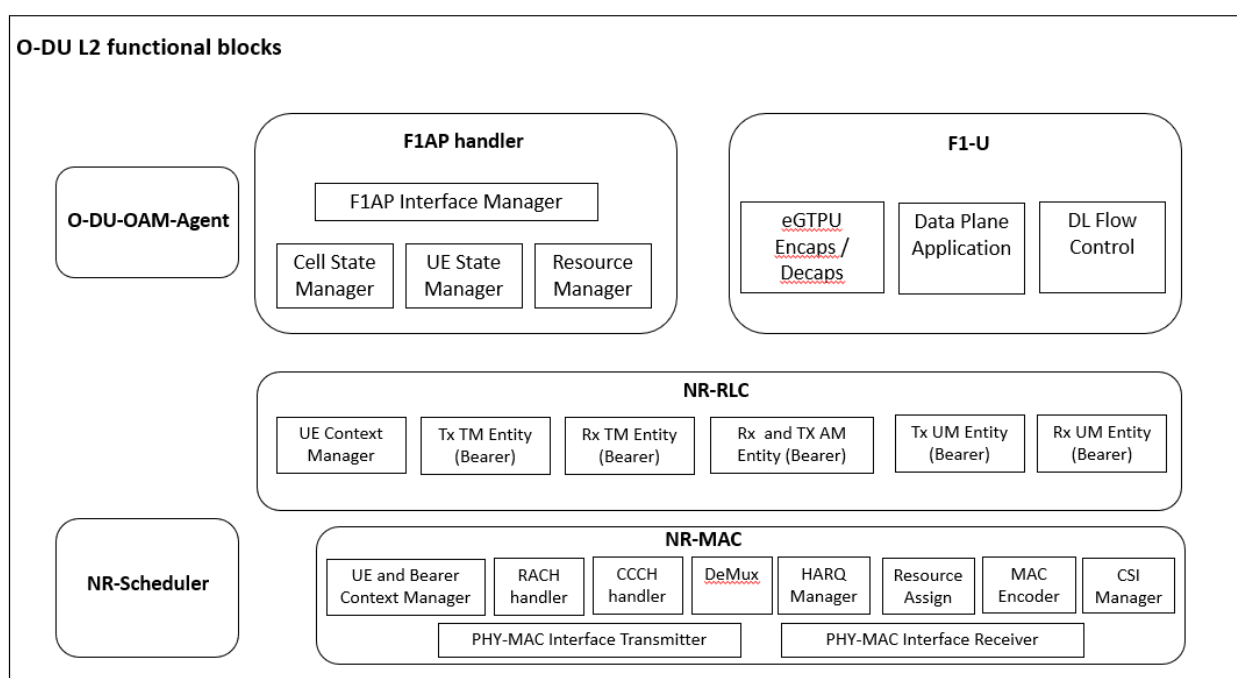 O-DU L2 functional blocks
F1AP handler
F1-U
O-DU-OAM-Agent
F1AP Interface Manager
Cell State
Manager
UE State
Manager
Resource
Manager
eGTPU
Encaps /
Decaps
Data Plane
Application
DL Flow
Control
NR-RLC
UE Context
Manager
Tx TM Entity
(Bearer)
Rx TM Entity
(Bearer)
Rx and TX AM
Entity (Bearer)
Tx UM Entity
(Bearer)
Rx UM Entity
(Bearer)
NR-Scheduler
NR-MAC
UE and Bearer
Context Manager
RACH
handler
CCCH
handler
DeMux
HARQ
Manager
Resource
Assign
MAC
Encoder
CSI
Manager
PHY-MAC Interface Transmitter
PHY-MAC Interface Receiver